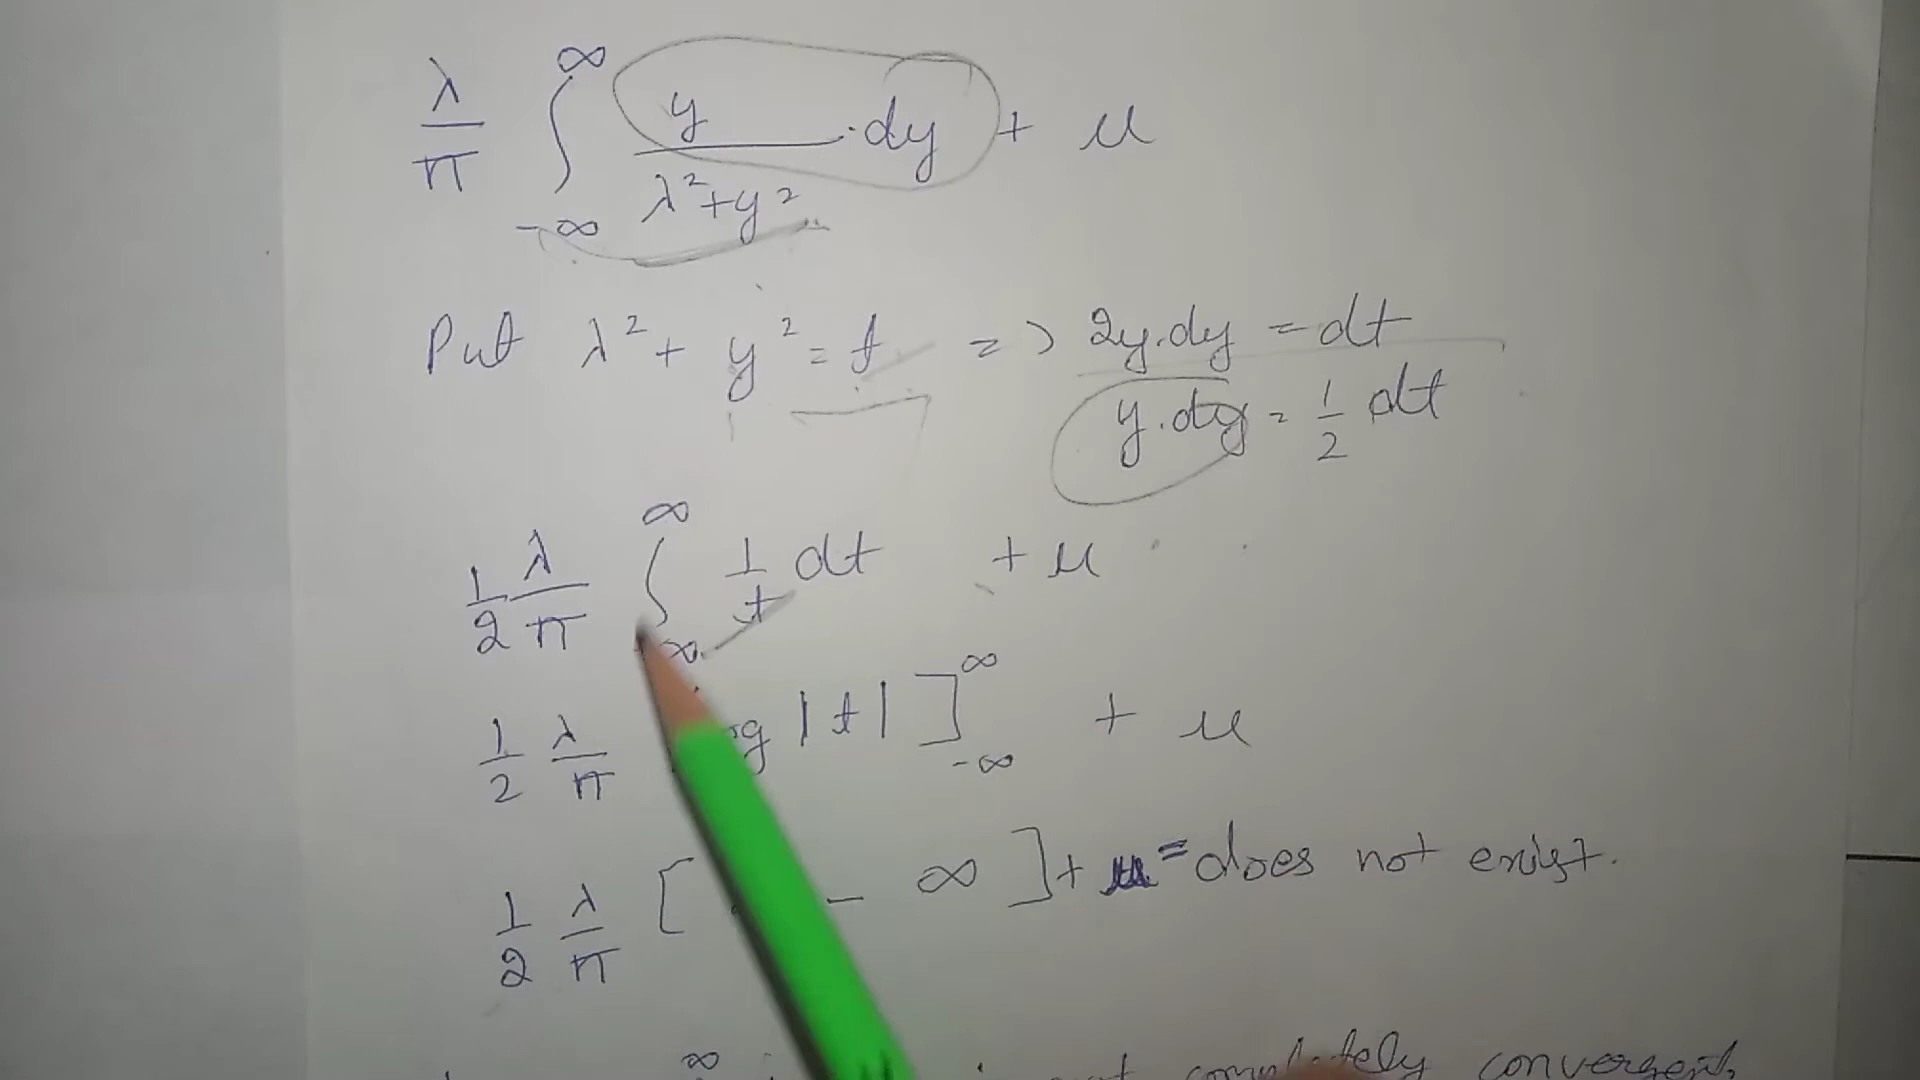 λ/π ∫_{-∞}^{∞} y/(λ²+y²) · dy + μ
Put λ² + y² = t => 2y.dy = dt
y.dy = 1/2 dt
1/2 λ/π ∫^{∞} 1/t dt + μ
1/2 λ/π |t| ]_{-∞}^{∞} + μ
1/2 λ/π [ - ∞ ] + μ = does not exist.
∞ completely convergent